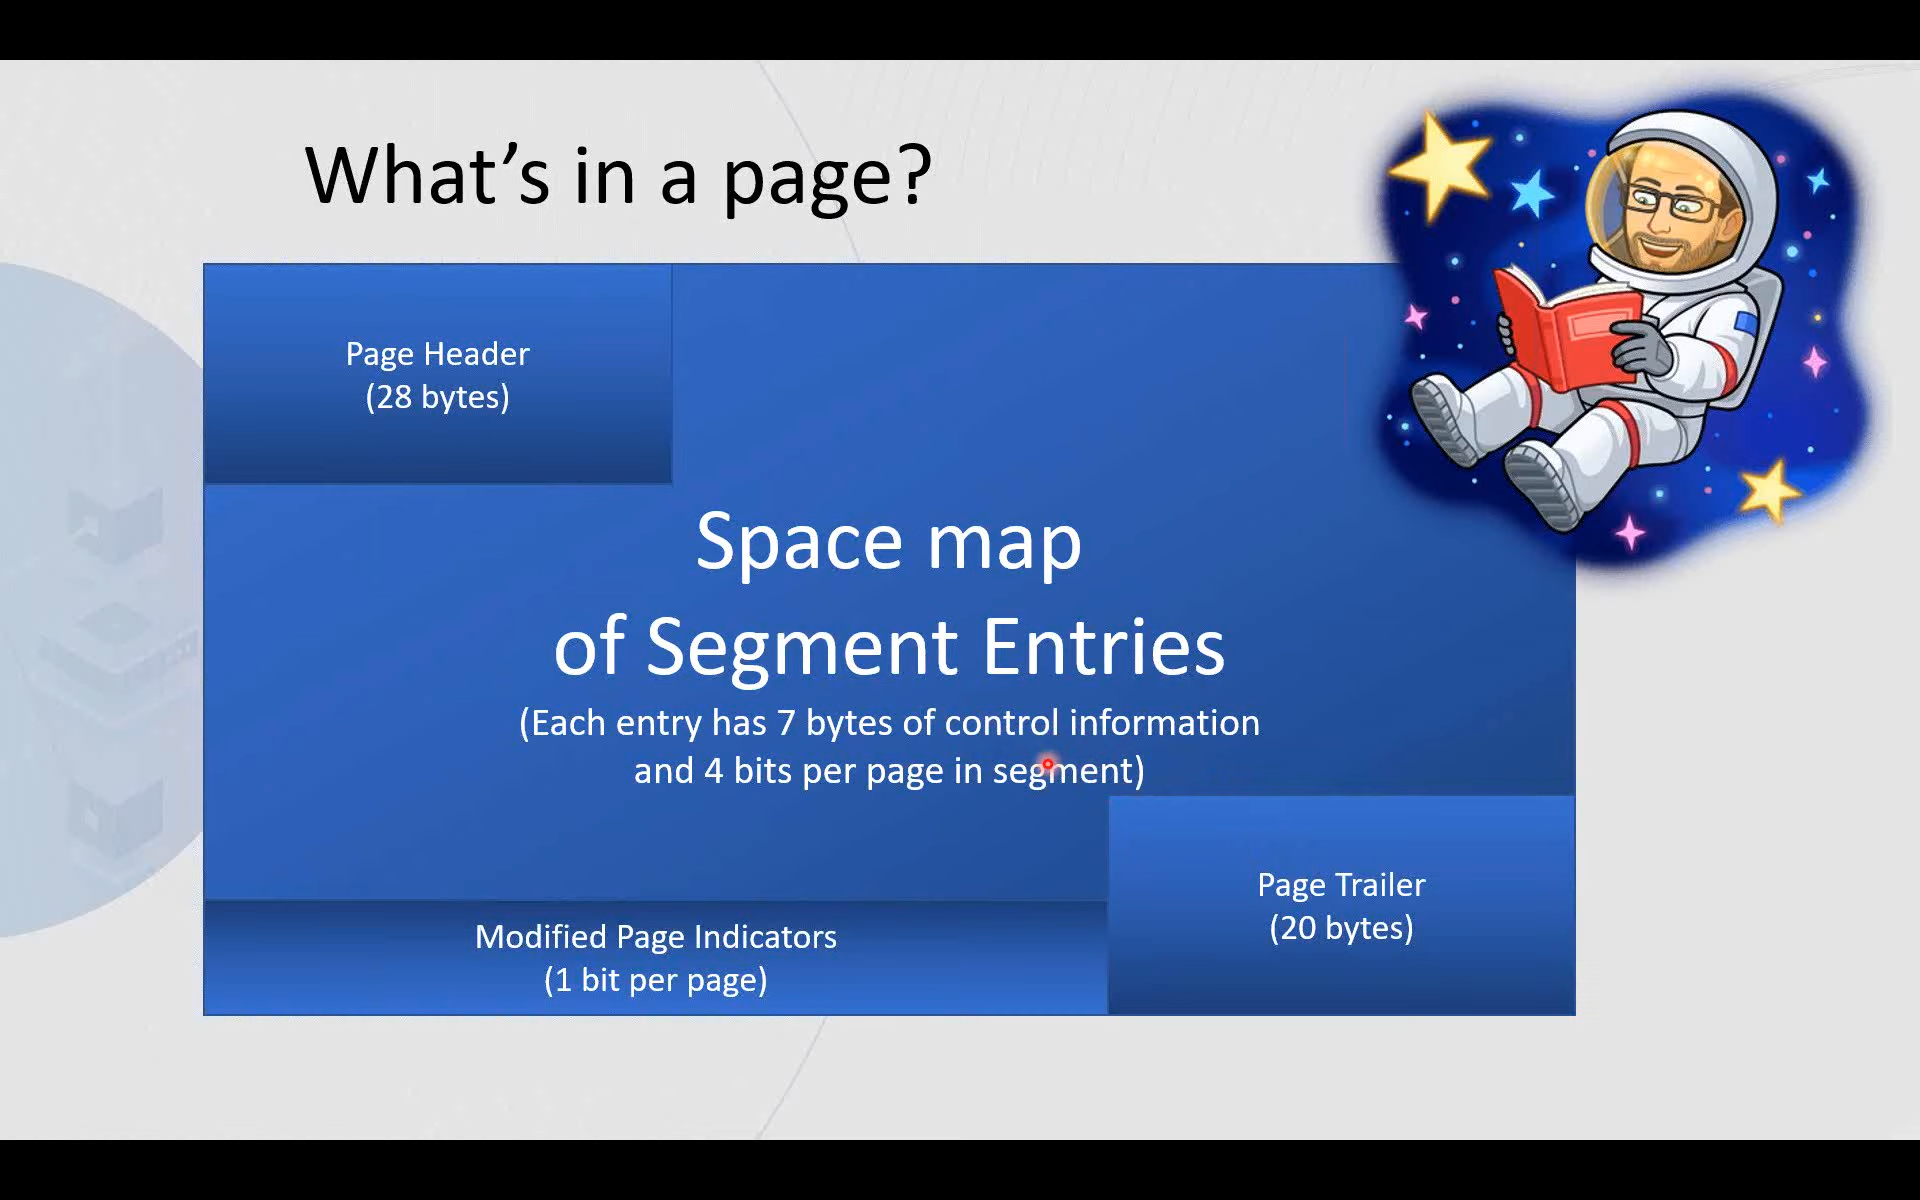 What’s in a page?
Page Header
(28 bytes)
Space map
of Segment Entries
(Each entry has 7 bytes of control information
and 4 bits per page in segment)
Modified Page Indicators
(1 bit per page)
Page Trailer
(20 bytes)